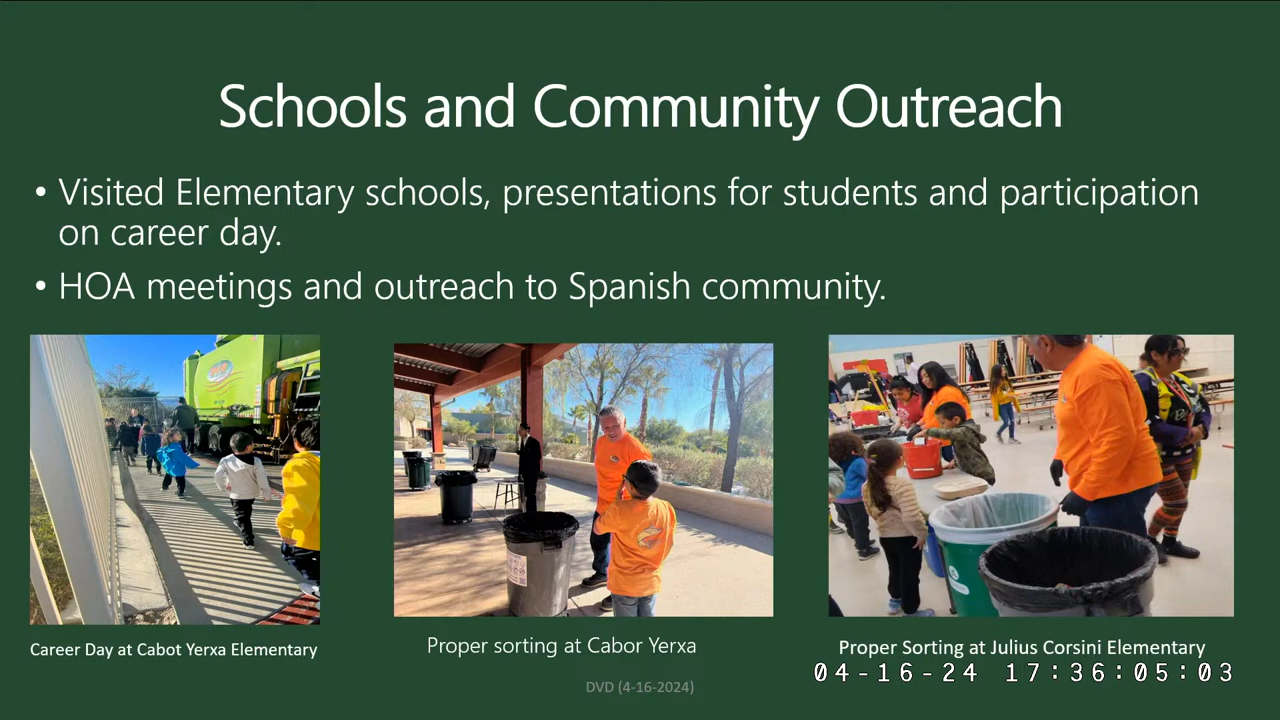 Schools and Community Outreach
• Visited Elementary schools, presentations for students and participation
on career day.
• HOA meetings and outreach to Spanish community.
Career Day at Cabot Yerxa Elementary
Proper sorting at Cabor Yerxa
Proper Sorting at Julius Corsini Elementary
04-16-24 17:36:05:03
DVD (4-16-2024)